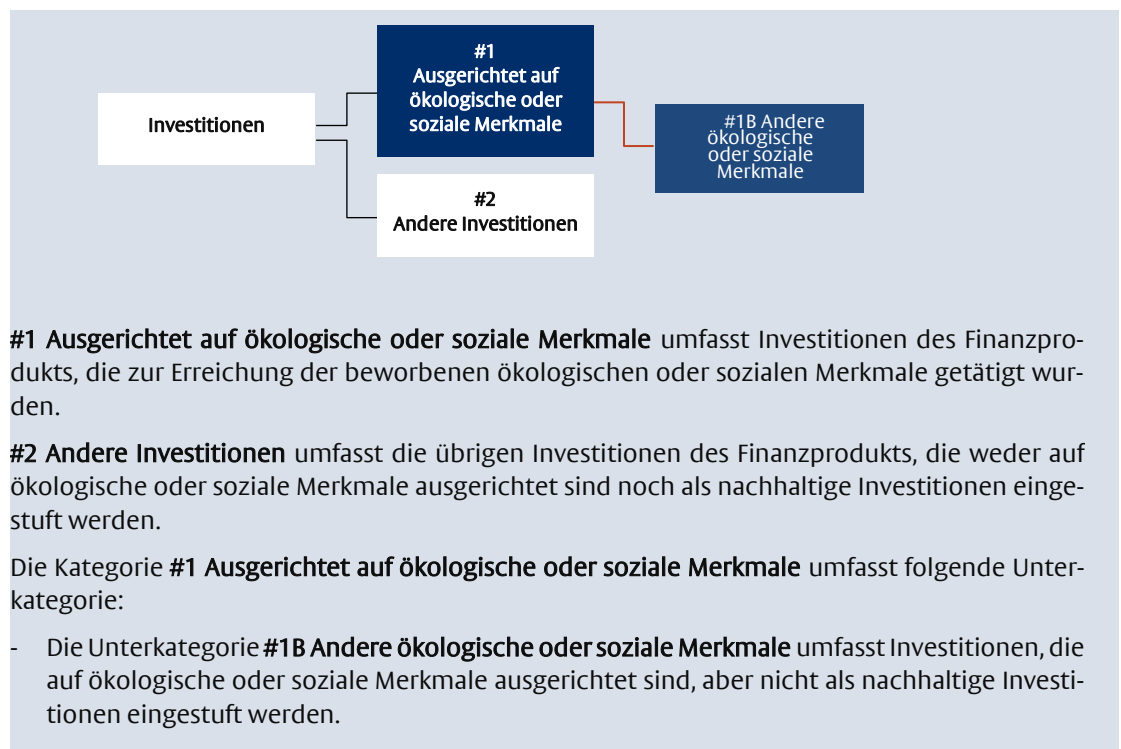 #1
Ausgerichtet auf
ökologische oder
soziale Merkmale
Investitionen
#1B Andere
ökologische
oder soziale
Merkmale
#2
Andere Investitionen
#1 Ausgerichtet auf ökologische oder soziale Merkmale umfasst Investitionen des Finanzpro-
dukts, die zur Erreichung der beworbenen ökologischen oder sozialen Merkmale getätigt wur-
den.
#2 Andere Investitionen umfasst die übrigen Investitionen des Finanzprodukts, die weder auf
ökologische oder soziale Merkmale ausgerichtet sind noch als nachhaltige Investitionen einge-
stuft werden.
Die Kategorie #1 Ausgerichtet auf ökologische oder soziale Merkmale umfasst folgende Unter-
kategorie:
- Die Unterkategorie #1B Andere ökologische oder soziale Merkmale umfasst Investitionen, die
auf ökologische oder soziale Merkmale ausgerichtet sind, aber nicht als nachhaltige Investi-
tionen eingestuft werden.